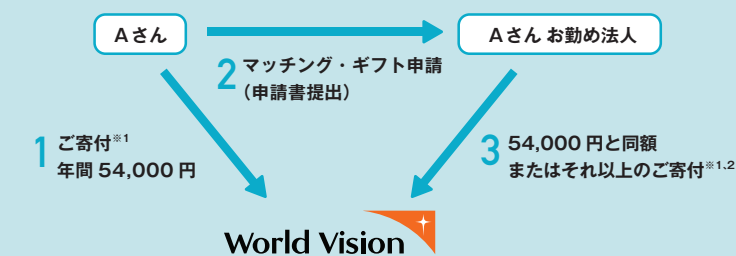 Aさん
Aさん お勤め法人
2 マッチング・ギフト申請
（申請書提出）
1 ご寄付※1
年間 54,000 円
3 54,000 円と同額
またはそれ以上のご寄付※1,2
World Vision